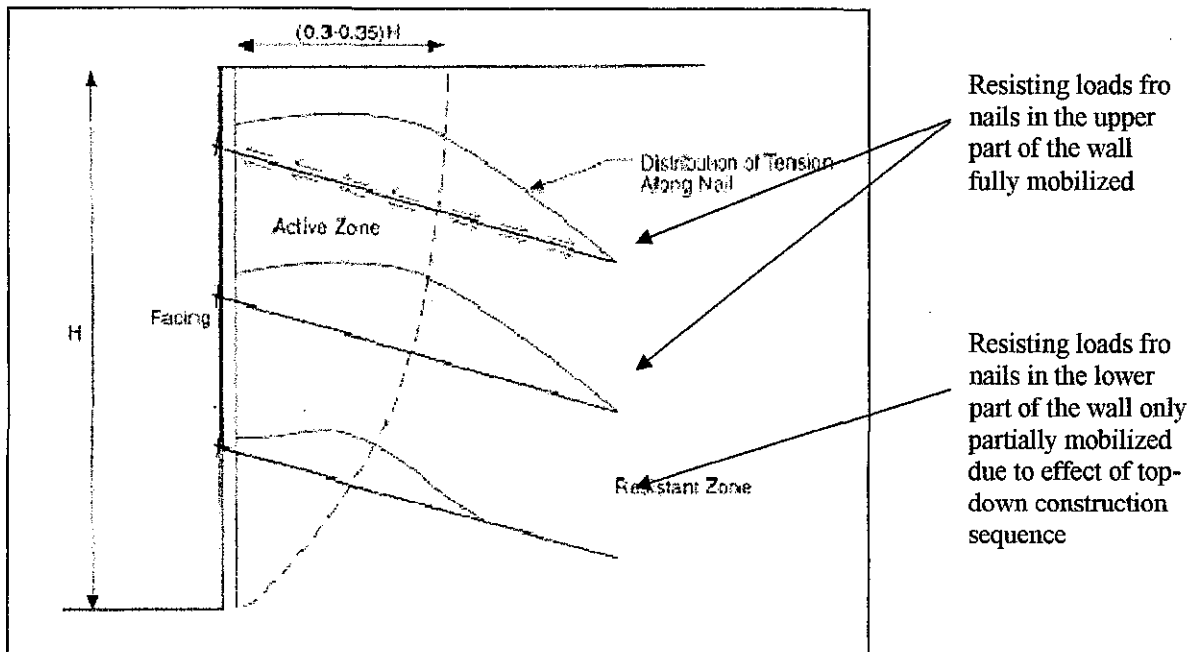 (0.3-0.35)H
Resisting loads fro
nails in the upper
part of the wall
fully mobilized
Distribution of Tension
Along Nail
Active Zone
Facing
H
Resisting loads fro
nails in the lower
part of the wall only
partially mobilized
due to effect of top-
down construction
sequence
Resistant Zone